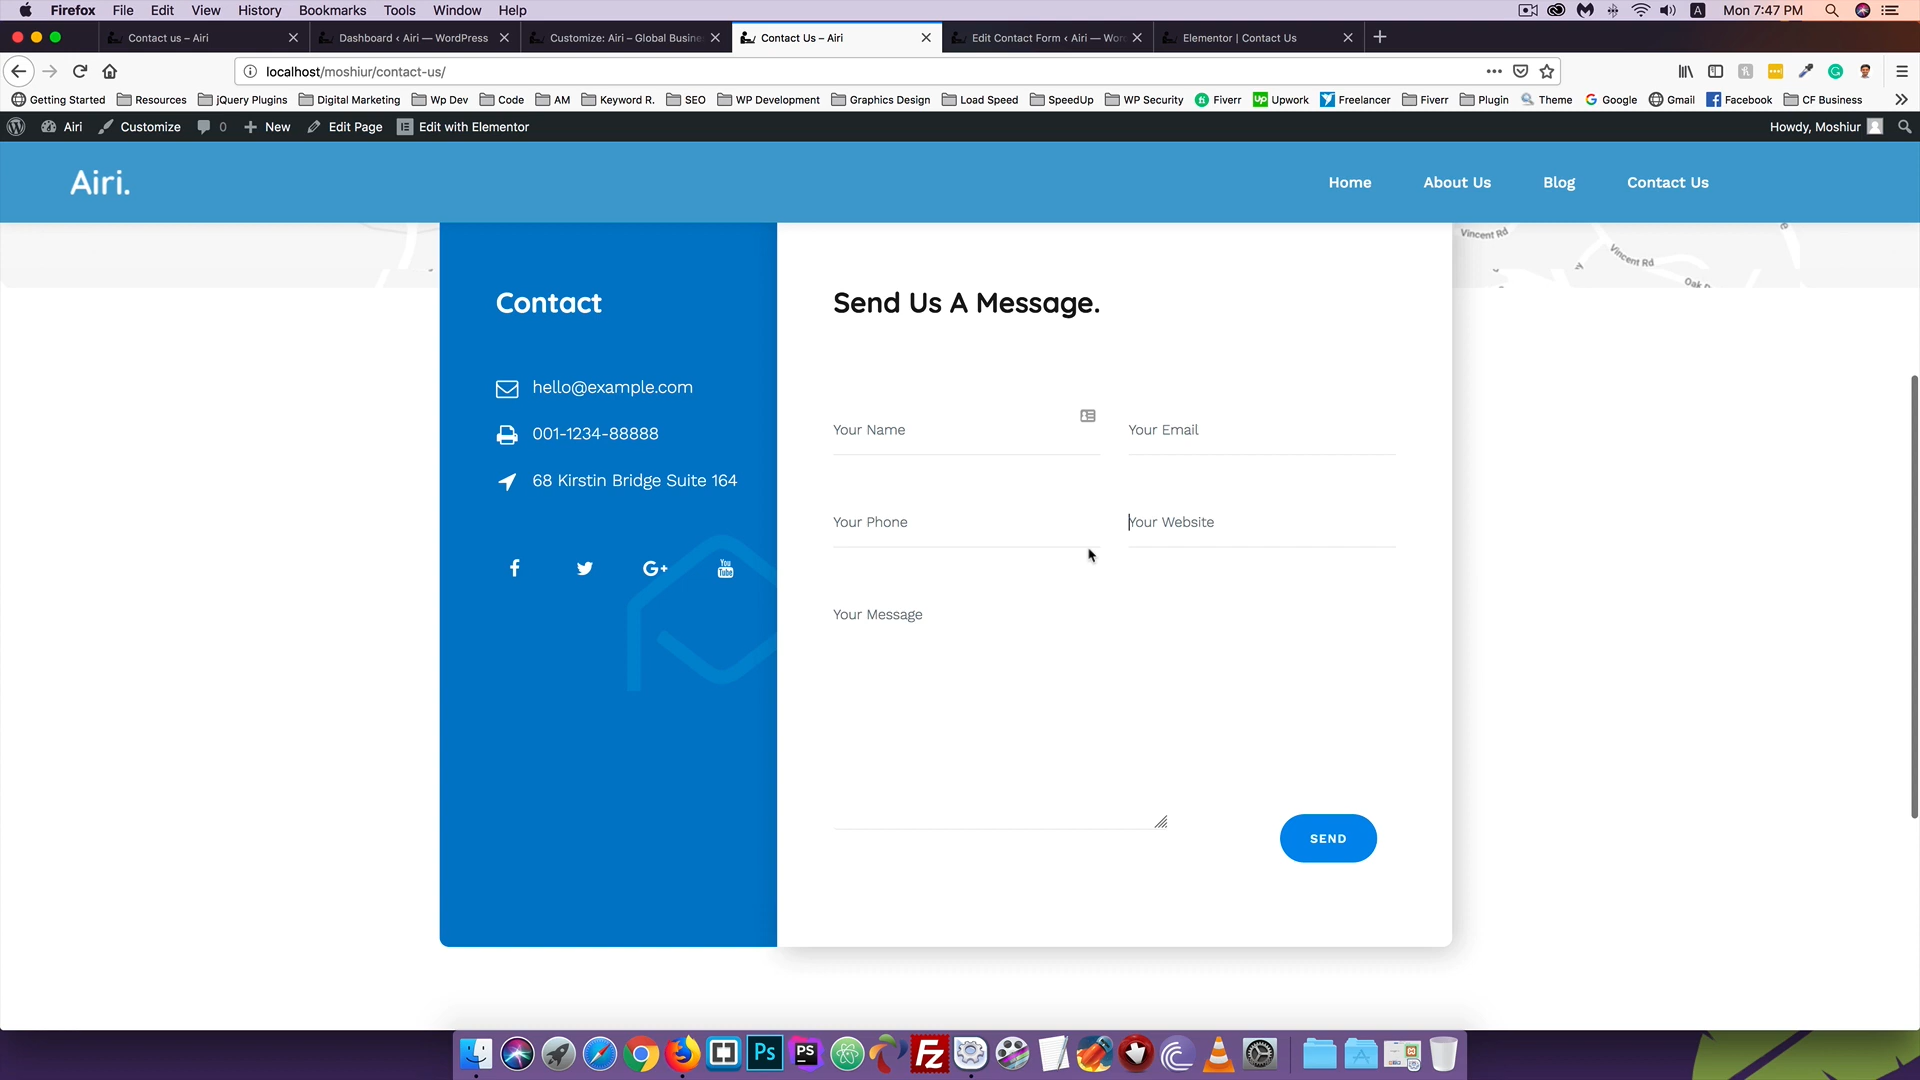 Firefox File Edit View History Bookmarks Tools Window Help A Mon 7:47 PM
Contact us – Airi
Dashboard ‹ Airi — WordPress
Customize: Airi – Global Busine
Contact Us – Airi
Edit Contact Form ‹ Airi — Wor
Elementor | Contact Us
localhost/moshiur/contact-us/
Getting Started Resources jQuery Plugins Digital Marketing Wp Dev Code AM Keyword R. SEO WP Development Graphics Design Load Speed SpeedUp WP Security Fiverr Upwork Freelancer Fiverr Plugin Theme Google Gmail Facebook CF Business
Airi Customize 0 New Edit Page Edit with Elementor Howdy, Moshiur
Airi. Home About Us Blog Contact Us
Vincent Rd
Vincent Rd
Contact
Send Us A Message.
hello@example.com
001-1234-88888
68 Kirstin Bridge Suite 164
You
Tube
Your Name Your Email
Your Phone Your Website
Your Message
SEND
Ps PS FZ